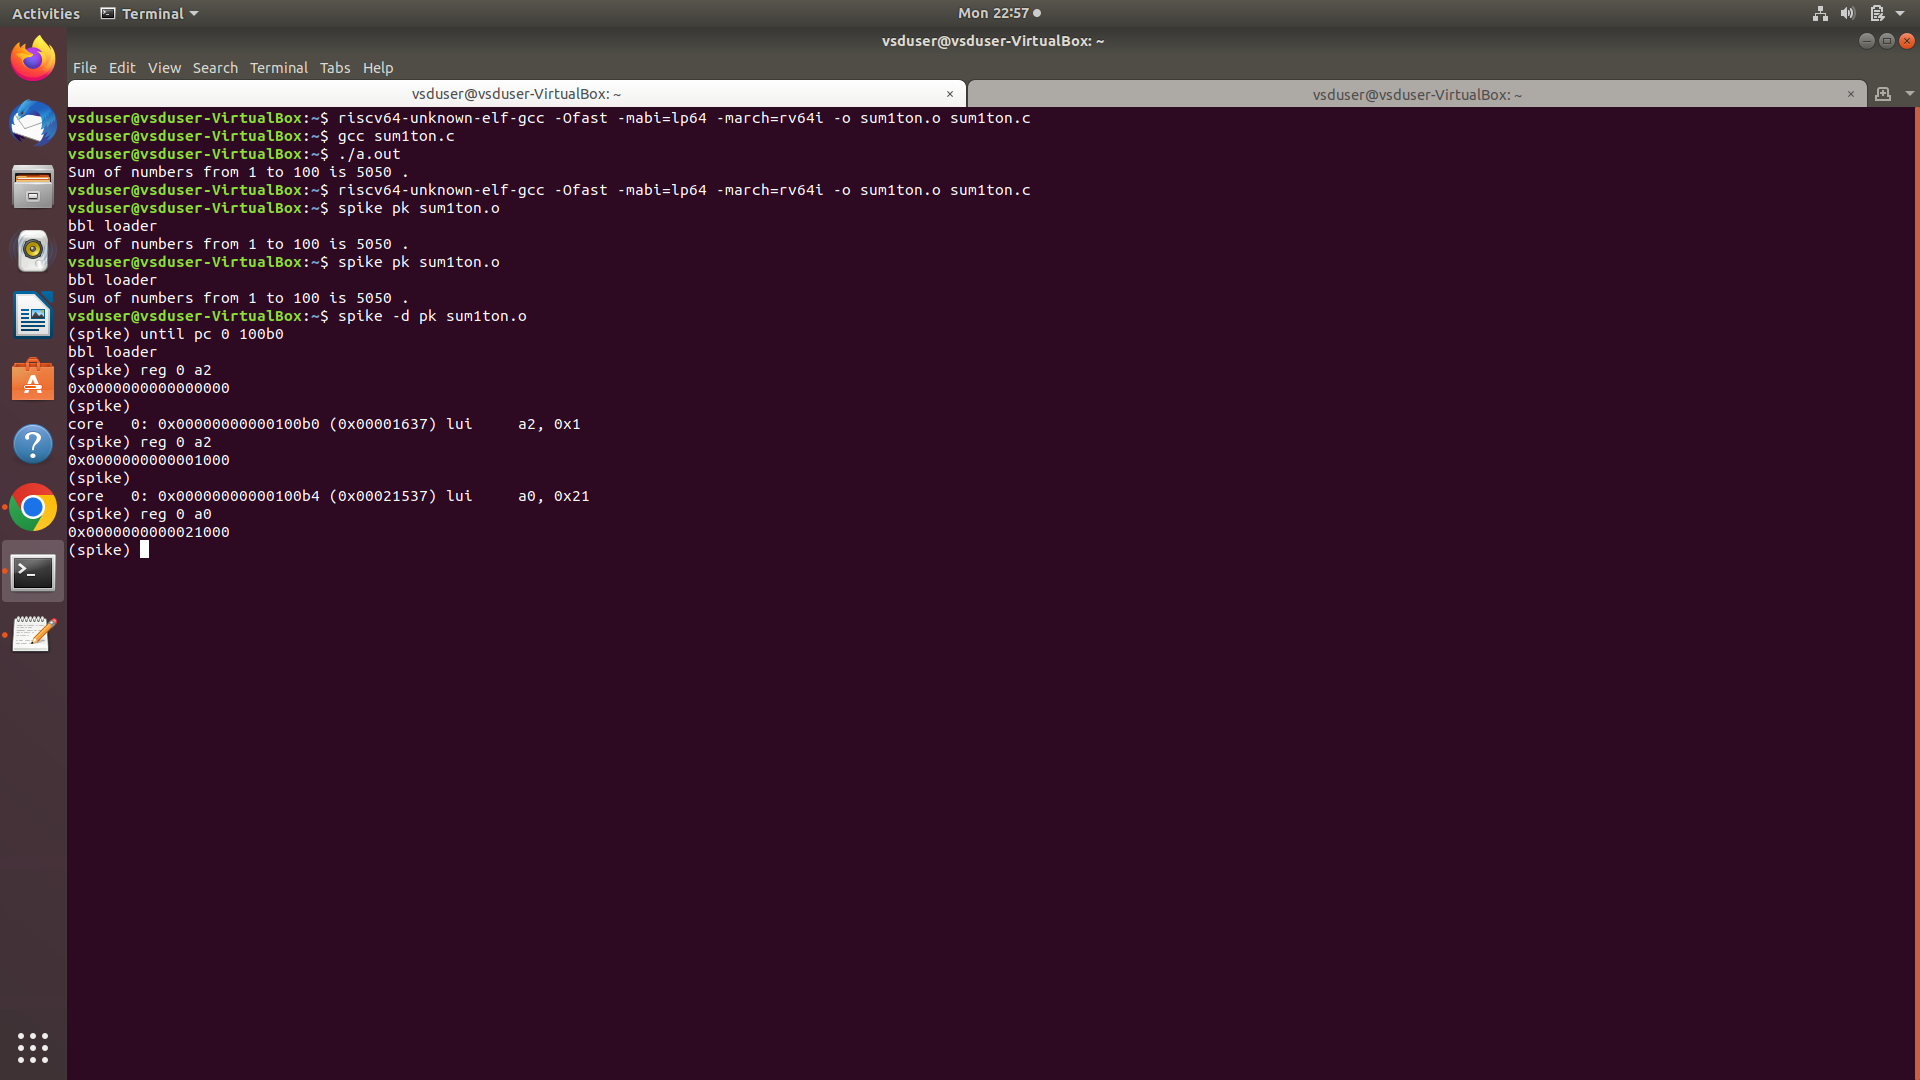 Activities Terminal Mon 22:57
vsduser@vsduser-VirtualBox: ~
File Edit View Search Terminal Tabs Help
vsduser@vsduser-VirtualBox: ~ × vsduser@vsduser-VirtualBox: ~ ×
vsduser@vsduser-VirtualBox:~$ riscv64-unknown-elf-gcc -Ofast -mabi=lp64 -march=rv64i -o sum1ton.o sum1ton.c
vsduser@vsduser-VirtualBox:~$ gcc sum1ton.c
vsduser@vsduser-VirtualBox:~$ ./a.out
Sum of numbers from 1 to 100 is 5050 .
vsduser@vsduser-VirtualBox:~$ riscv64-unknown-elf-gcc -Ofast -mabi=lp64 -march=rv64i -o sum1ton.o sum1ton.c
vsduser@vsduser-VirtualBox:~$ spike pk sum1ton.o
bbl loader
Sum of numbers from 1 to 100 is 5050 .
vsduser@vsduser-VirtualBox:~$ spike pk sum1ton.o
bbl loader
Sum of numbers from 1 to 100 is 5050 .
vsduser@vsduser-VirtualBox:~$ spike -d pk sum1ton.o
(spike) until pc 0 100b0
bbl loader
(spike) reg 0 a2
0x0000000000000000
(spike)
core   0: 0x00000000000100b0 (0x00001637) lui     a2, 0x1
(spike) reg 0 a2
0x0000000000001000
(spike)
core   0: 0x00000000000100b4 (0x00021537) lui     a0, 0x21
(spike) reg 0 a0
0x0000000000021000
(spike)